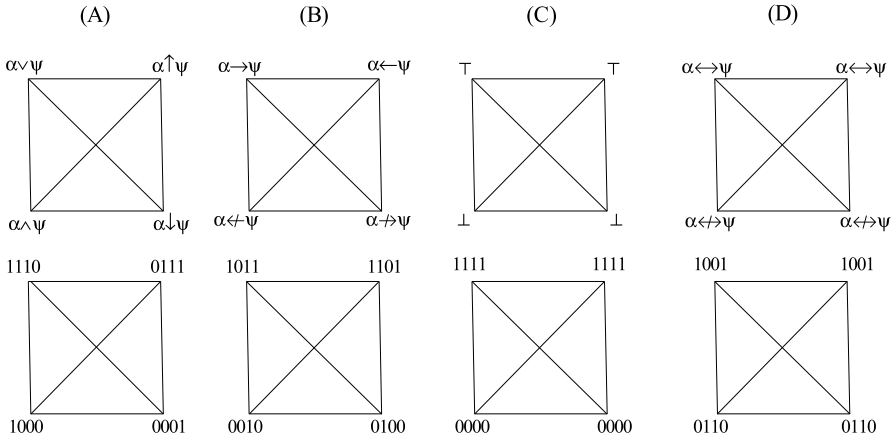 (A) (B) (C) (D)
α∨ψ α↑ψ α→ψ α←ψ ⊤ ⊤ α↔ψ α↔ψ
α∧ψ α↓ψ α↚ψ α↛ψ ⊥ ⊥ α↮ψ α↮ψ
1110 0111 1011 1101 1111 1111 1001 1001
1000 0001 0010 0100 0000 0000 0110 0110